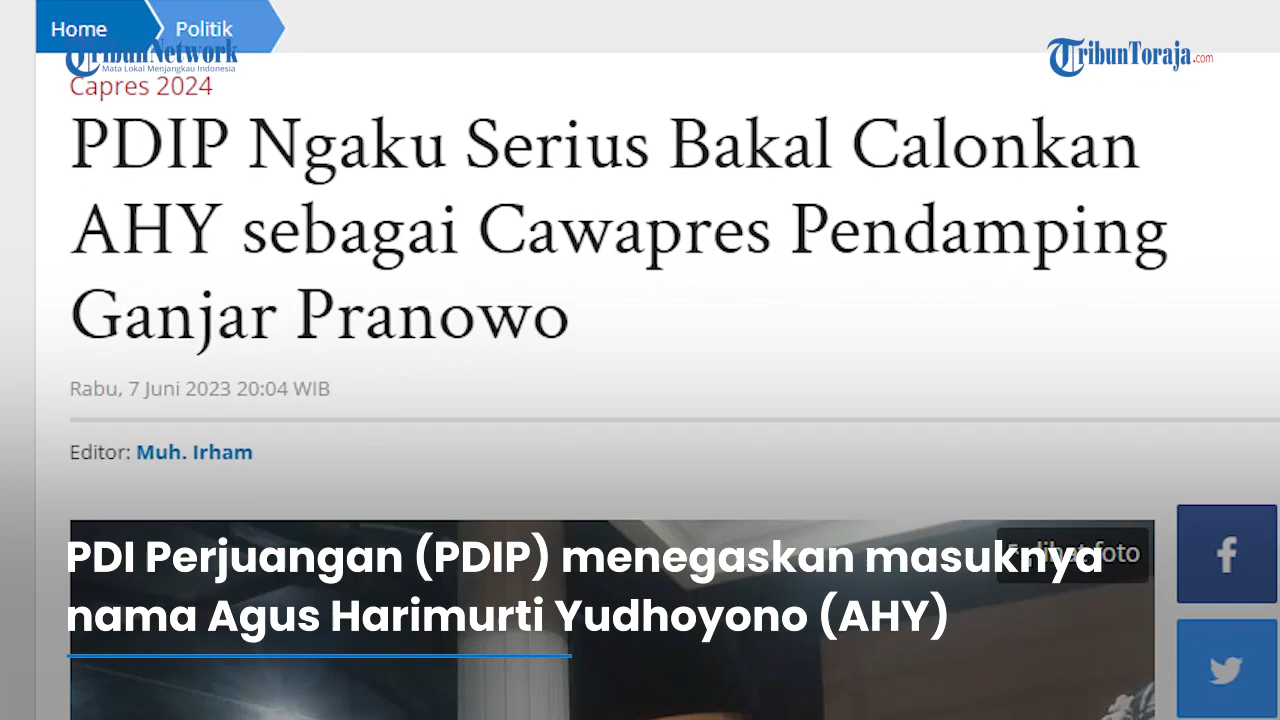 Home Politik
TribunNetwork
Mata Lokal Menjangkau Indonesia
TribunToraja.com
Capres 2024
PDIP Ngaku Serius Bakal Calonkan
AHY sebagai Cawapres Pendamping
Ganjar Pranowo
Rabu, 7 Juni 2023 20:04 WIB
Editor: Muh. Irham
foto
PDI Perjuangan (PDIP) menegaskan masuknya
nama Agus Harimurti Yudhoyono (AHY)